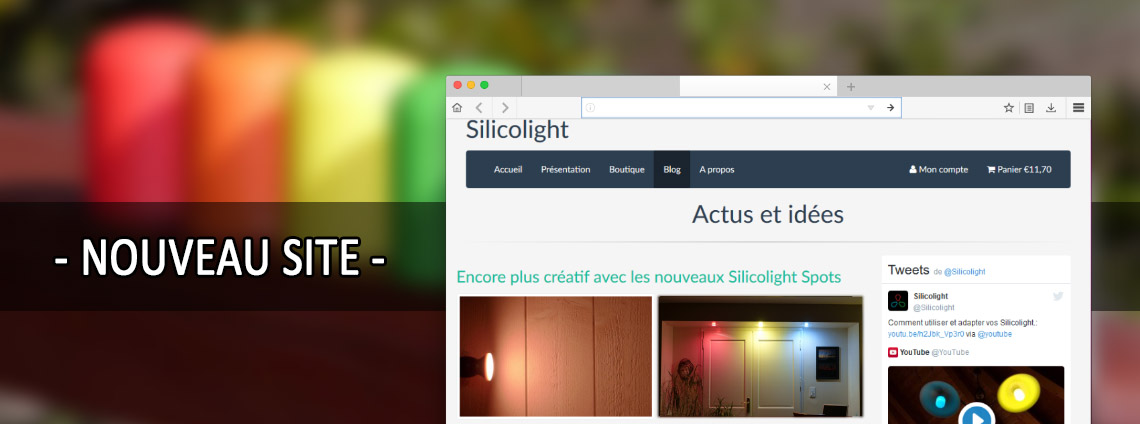 - NOUVEAU SITE -
Silicolight
Accueil Présentation Boutique Blog A propos Mon compte Panier €11,70
Actus et idées
Encore plus créatif avec les nouveaux Silicolight Spots
Tweets de @Silicolight
Silicolight
@Silicolight
Comment utiliser et adapter vos Silicolight.:
youtu.be/h2Jbk_Vp3r0 via @youtube
YouTube @YouTube